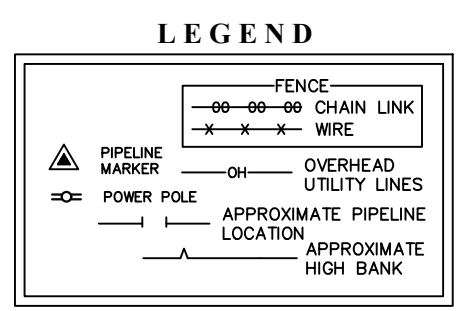 LEGEND
FENCE
CHAIN LINK
WIRE
PIPELINE
MARKER
OH
OVERHEAD
UTILITY LINES
POWER POLE
APPROXIMATE PIPELINE
LOCATION
APPROXIMATE
HIGH BANK